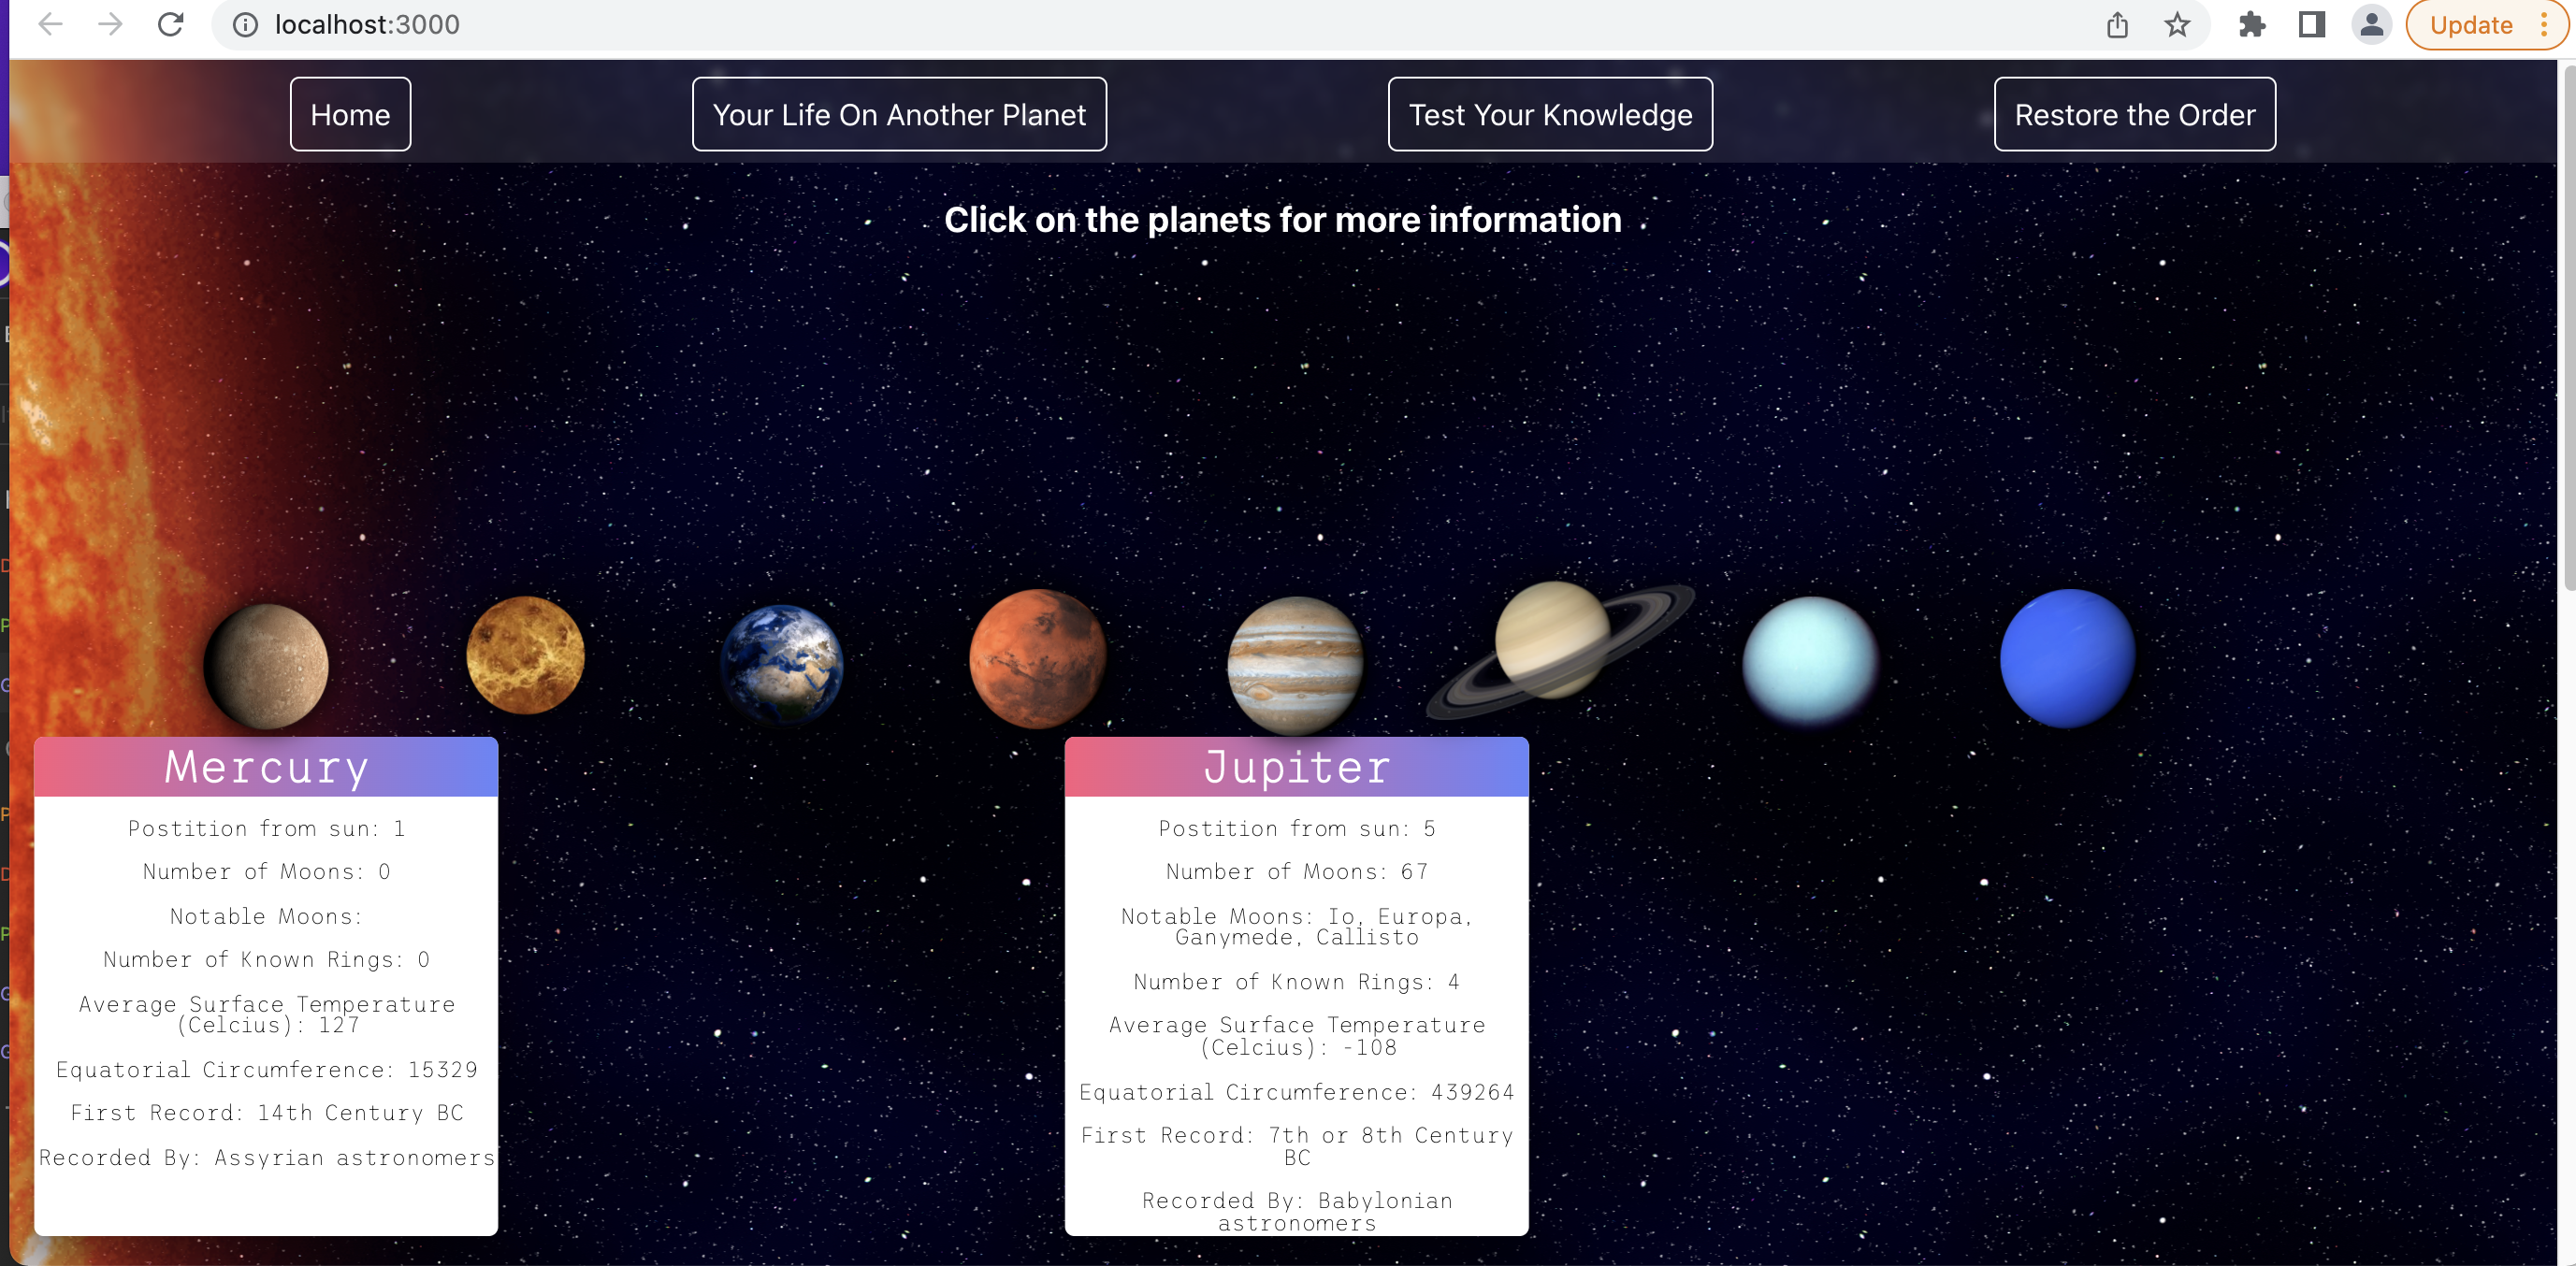 localhost:3000
Update
Home
Your Life On Another Planet
Test Your Knowledge
Restore the Order
Click on the planets for more information
Mercury
Postition from sun: 1
Number of Moons: 0
Notable Moons:
Number of Known Rings: 0
Average Surface Temperature
(Celcius): 127
Equatorial Circumference: 15329
First Record: 14th Century BC
Recorded By: Assyrian astronomers
Jupiter
Postition from sun: 5
Number of Moons: 67
Notable Moons: Io, Europa,
Ganymede, Callisto
Number of Known Rings: 4
Average Surface Temperature
(Celcius): -108
Equatorial Circumference: 439264
First Record: 7th or 8th Century
BC
Recorded By: Babylonian
astronomers